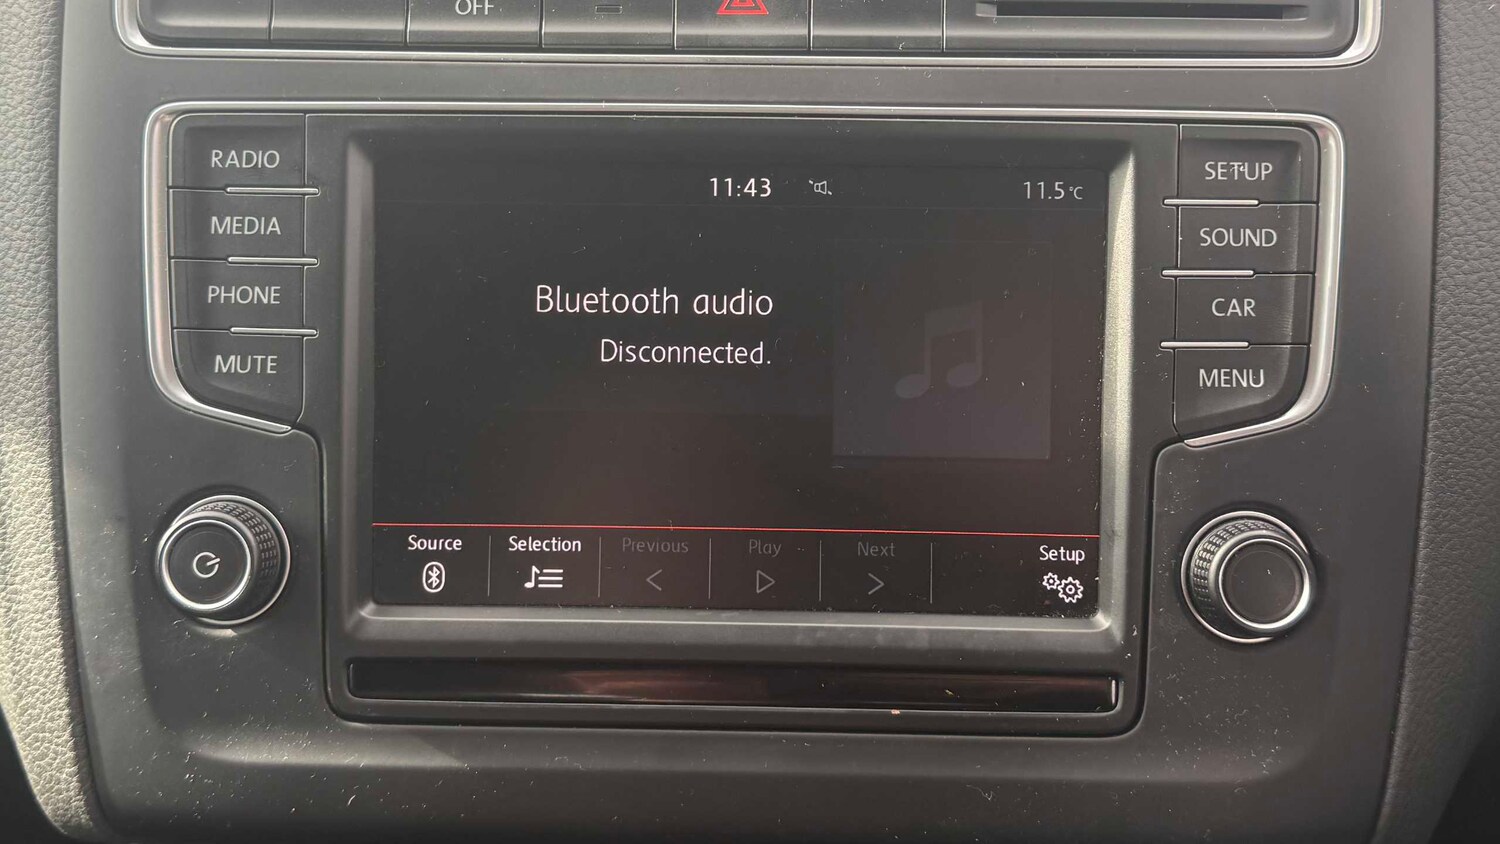 OFF
RADIO
MEDIA
PHONE
MUTE
11:43
11.5°C
Bluetooth audio
Disconnected.
Source
Selection
Previous
Play
Next
Setup
SETUP
SOUND
CAR
MENU